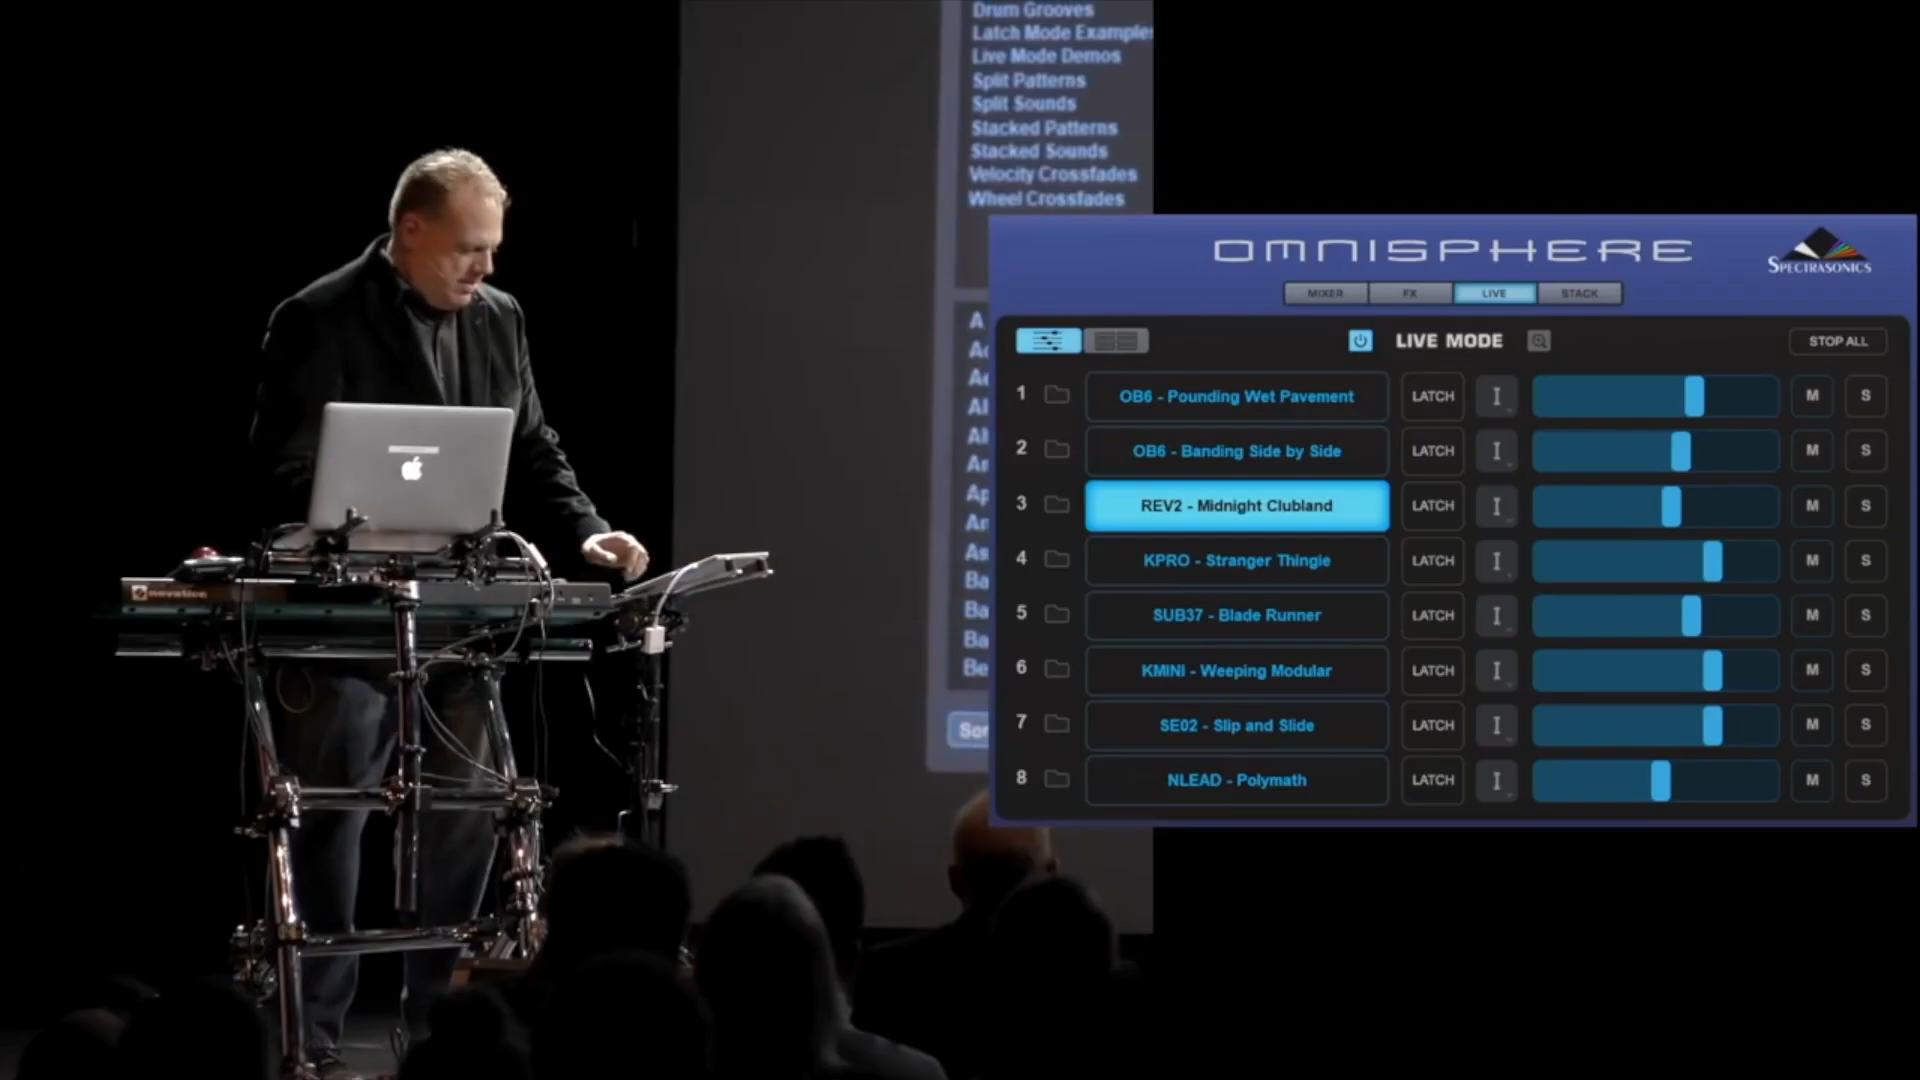 Drum Grooves
Latch Mode Examples
Live Mode Demos
Split Patterns
Split Sounds
Stacked Patterns
Stacked Sounds
Velocity Crossfades
Wheel Crossfades
OMNISPHERE
SPECTRASONICS
MIXER FX LIVE STACK
LIVE MODE STOP ALL
1 OB6 - Pounding Wet Pavement LATCH I M S
2 OB6 - Banding Side by Side LATCH I M S
3 REV2 - Midnight Clubland LATCH I M S
4 KPRO - Stranger Thingie LATCH I M S
5 SUB37 - Blade Runner LATCH I M S
6 KMINI - Weeping Modular LATCH I M S
7 SE02 - Slip and Slide LATCH I M S
8 NLEAD - Polymath LATCH I M S
novation